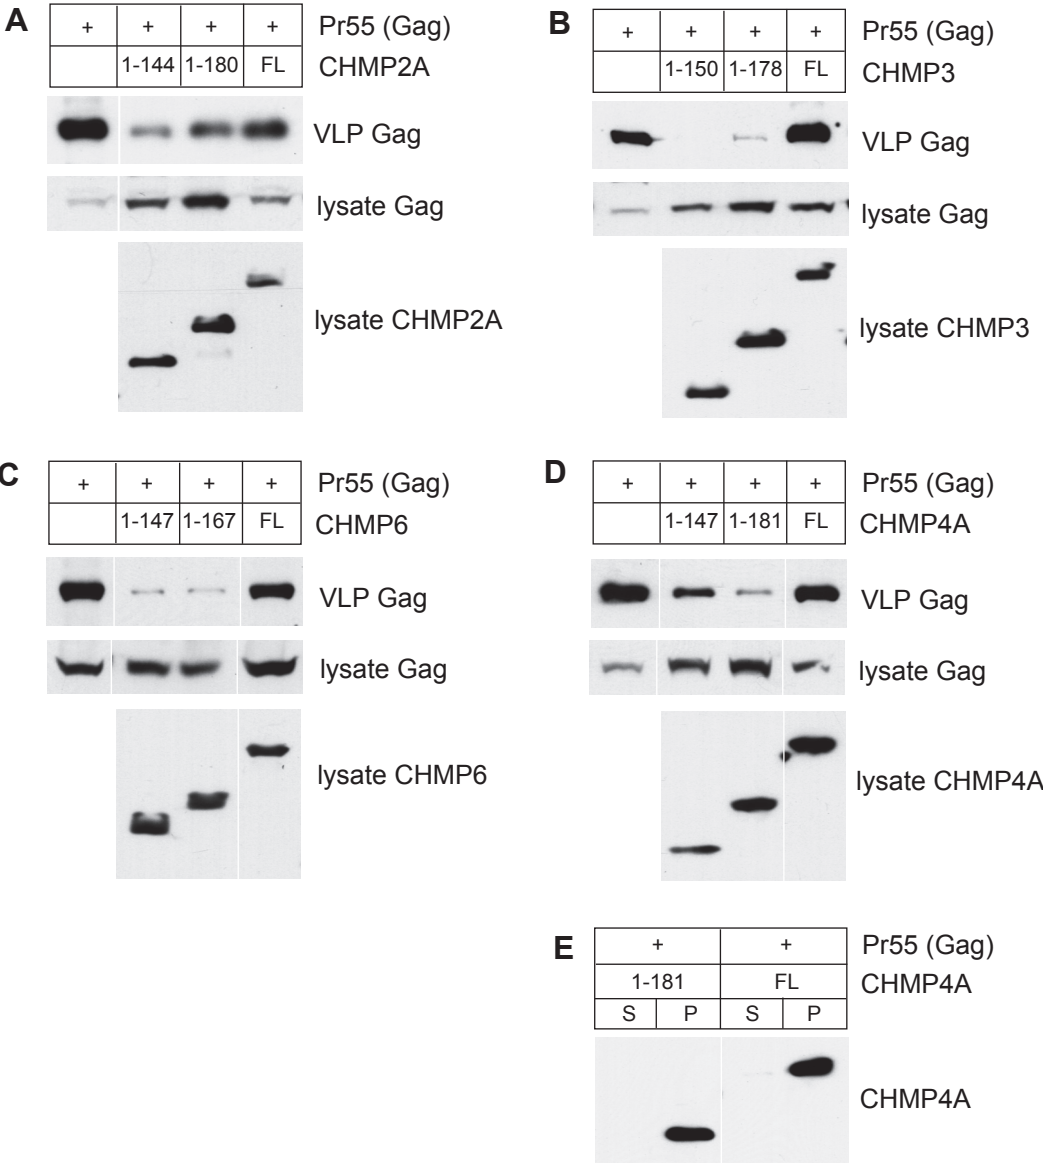 A
+ + + + Pr55 (Gag)
1-144 1-180 FL CHMP2A
VLP Gag
lysate Gag
lysate CHMP2A
B
+ + + + Pr55 (Gag)
1-150 1-178 FL CHMP3
VLP Gag
lysate Gag
lysate CHMP3
C
+ + + + Pr55 (Gag)
1-147 1-167 FL CHMP6
VLP Gag
lysate Gag
lysate CHMP6
D
+ + + + Pr55 (Gag)
1-147 1-181 FL CHMP4A
VLP Gag
lysate Gag
lysate CHMP4A
E
+ + Pr55 (Gag)
1-181 FL CHMP4A
S P S P
CHMP4A